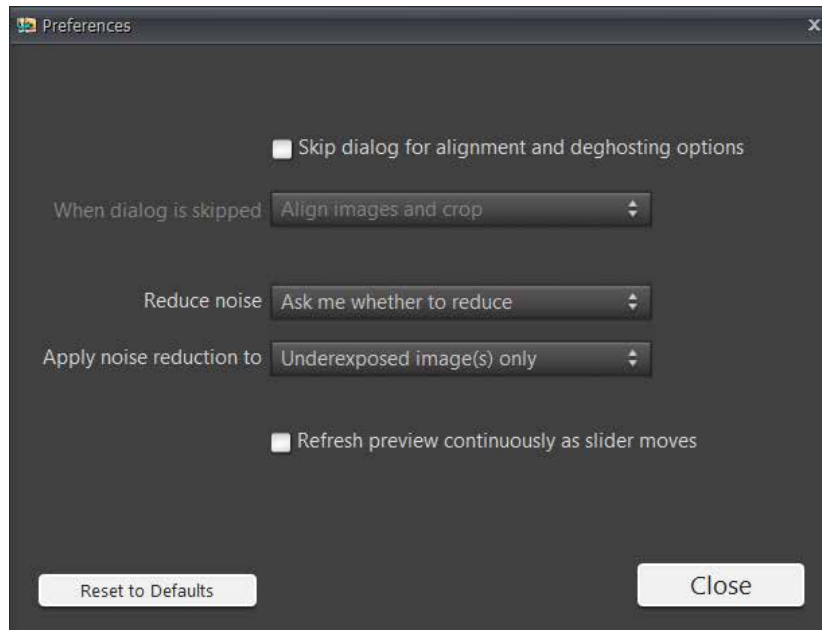 Preferences
x
Skip dialog for alignment and deghosting options
When dialog is skipped Align images and crop
Reduce noise Ask me whether to reduce
Apply noise reduction to Underexposed image(s) only
Refresh preview continuously as slider moves
Reset to Defaults Close